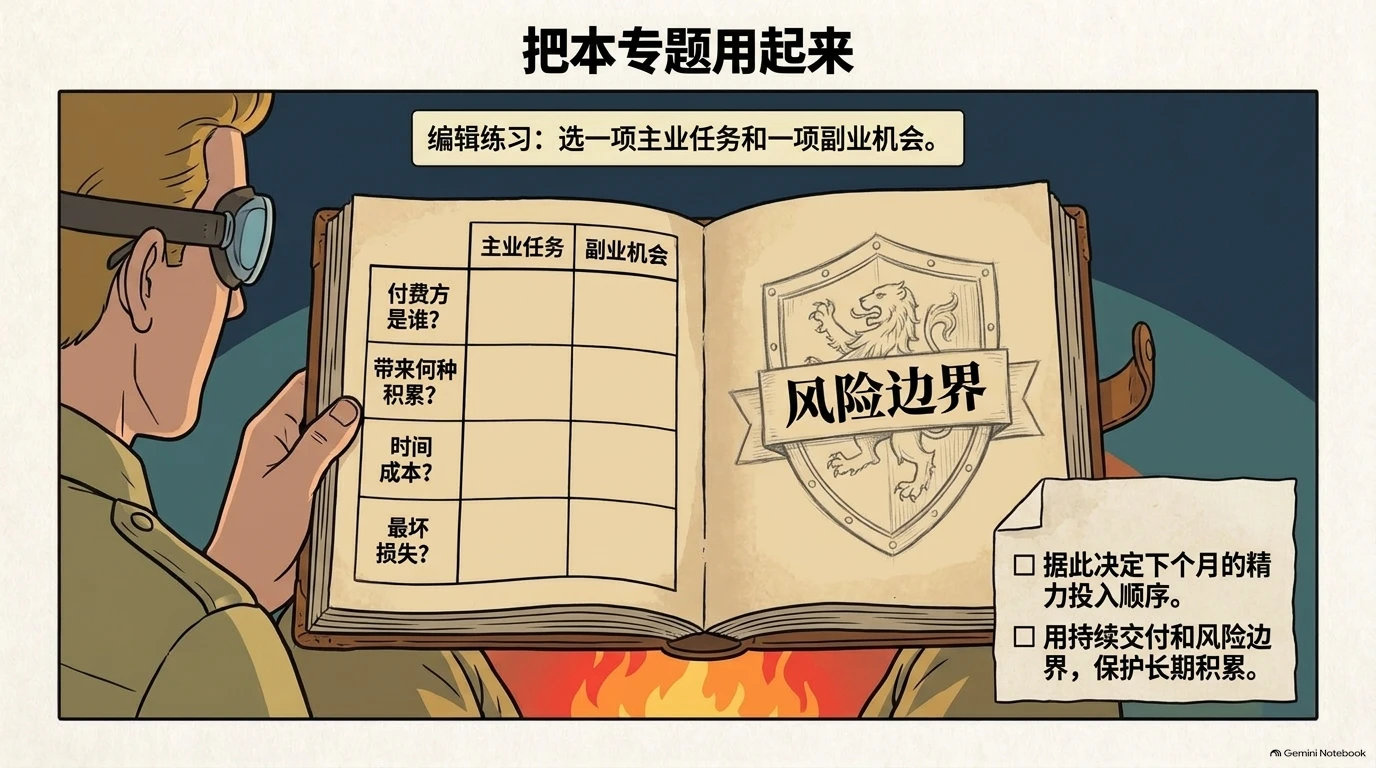 把本专题用起来
编辑练习：选一项主业任务和一项副业机会。
主业任务 副业机会
付费方
是谁？
带来何种
积累？
时间
成本？
最坏
损失？
风险边界
□ 据此决定下个月的精
力投入顺序。
□ 用持续交付和风险边
界，保护长期积累。
Gemini Notebook